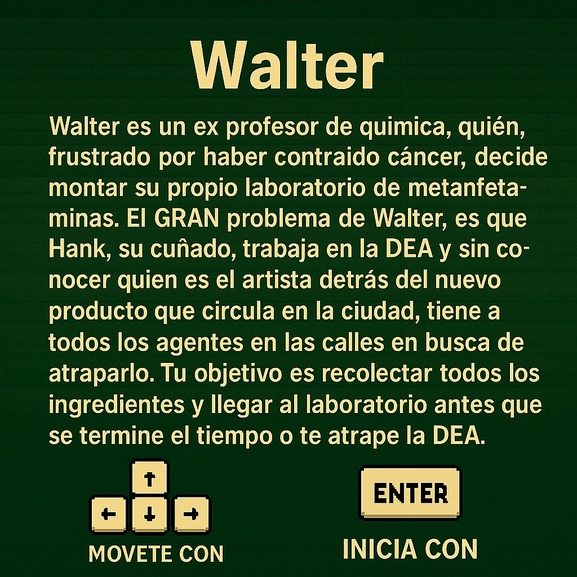 Walter
Walter es un ex profesor de quimica, quién,
frustrado por haber contraido cáncer, decide
montar su propio laboratorio de metanfeta-
minas. El GRAN problema de Walter, es que
Hank, su cuñado, trabaja en la DEA y sin co-
nocer quien es el artista detrás del nuevo
producto que circula en la ciudad, tiene a
todos los agentes en las calles en busca de
atraparlo. Tu objetivo es recolectar todos los
ingredientes y llegar al laboratorio antes que
se termine el tiempo o te atrape la DEA.
↑
← ↓ →
ENTER
MOVETE CON
INICIA CON